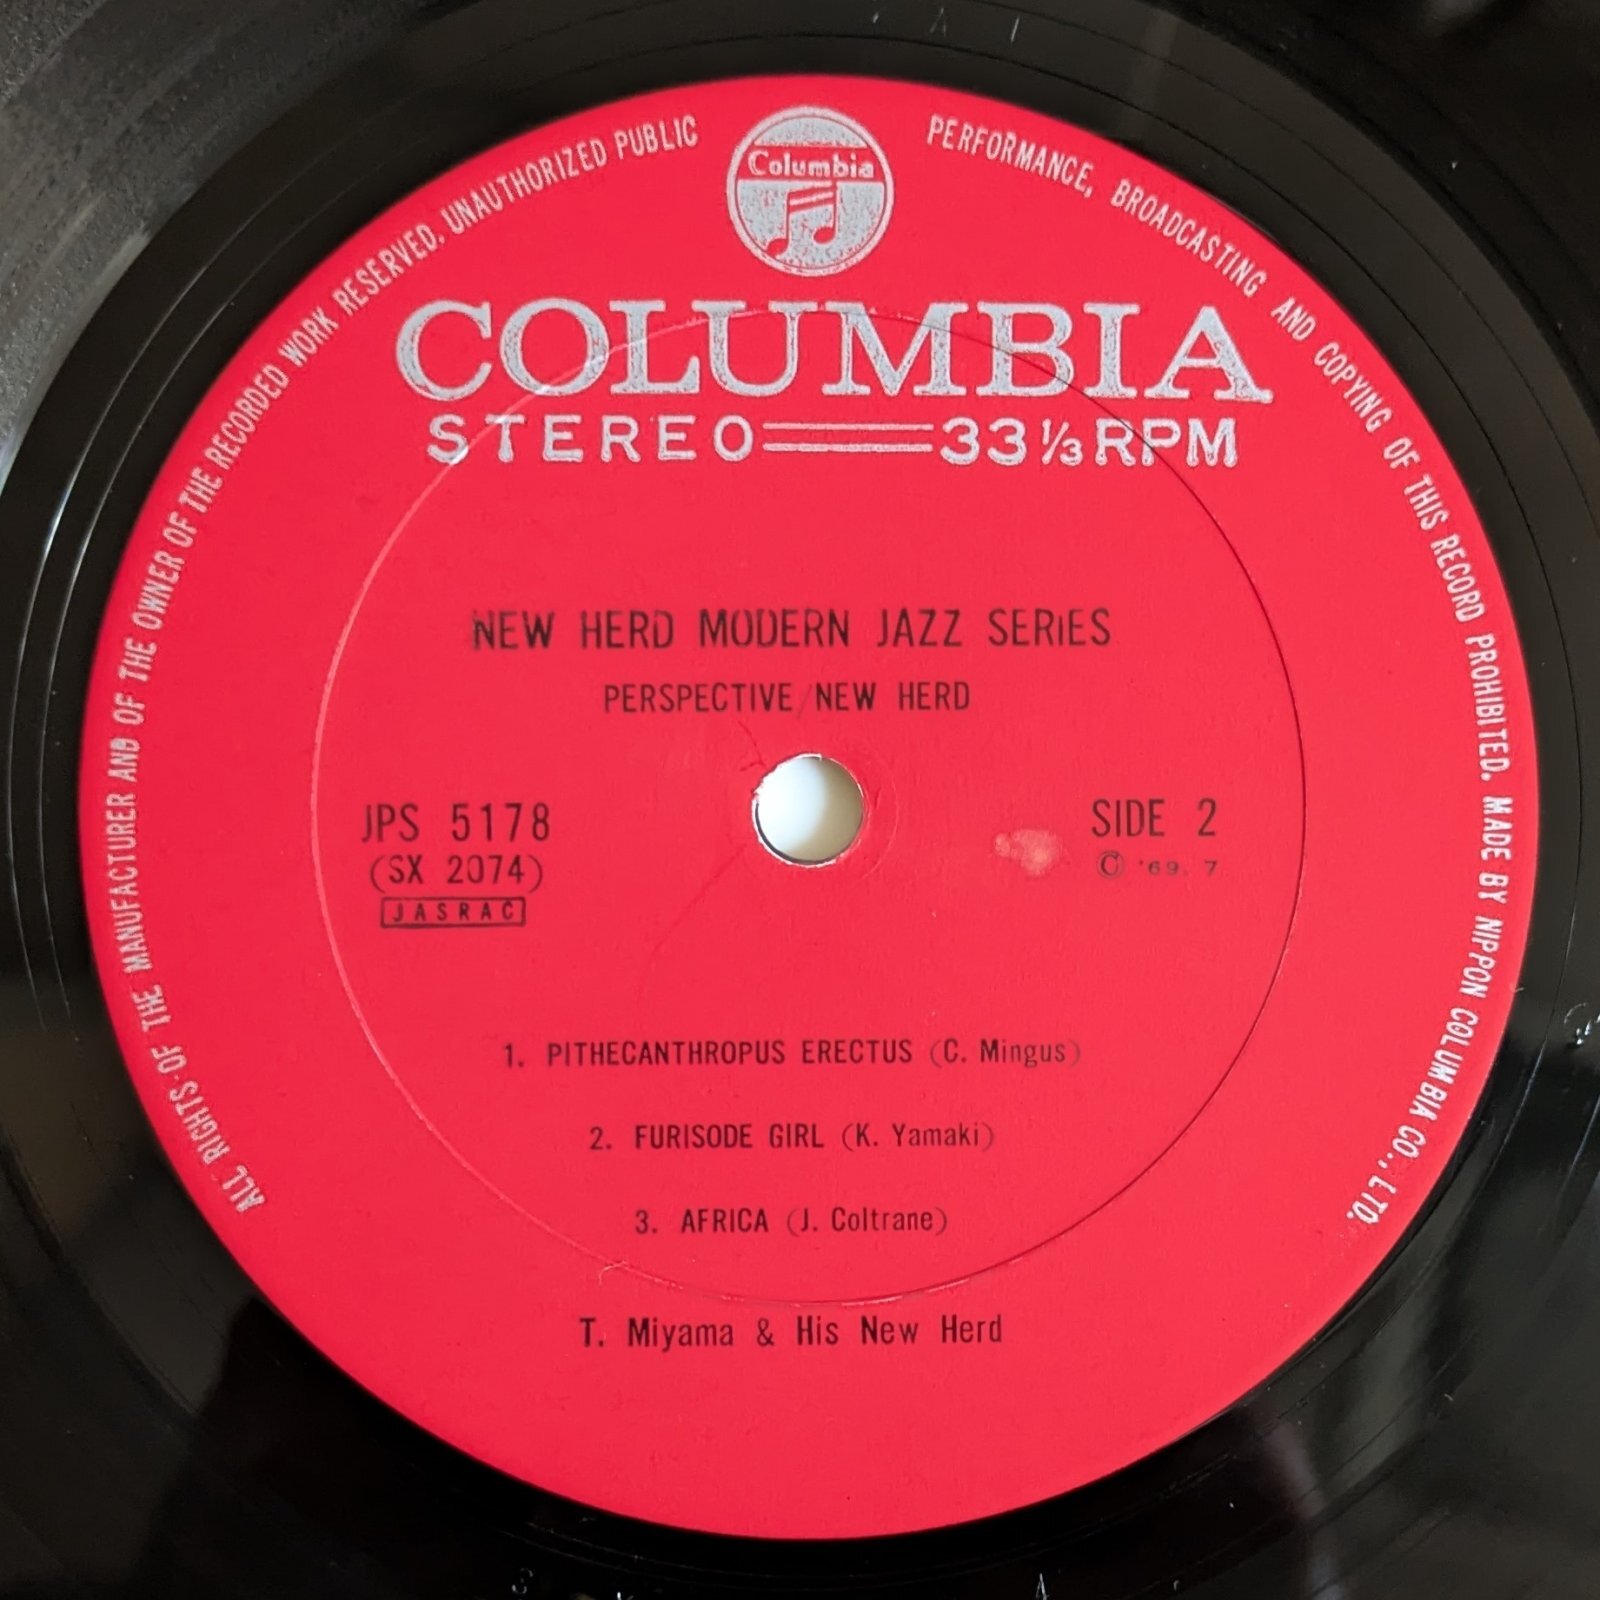 ALL RIGHTS OF THE MANUFACTURER AND OF THE OWNER OF THE RECORDED WORK RESERVED. UNAUTHORIZED PUBLIC PERFORMANCE, BROADCASTING AND COPYING OF THIS RECORD PROHIBITED. MADE BY NIPPON COLUMBIA CO., LTD.
Columbia
COLUMBIA
STEREO 33⅓ RPM
NEW HERD MODERN JAZZ SERIES
PERSPECTIVE/NEW HERD
JPS 5178
(SX 2074)
JASRAC
SIDE 2
Ⓒ '69. 7
1. PITHECANTHROPUS ERECTUS (C. Mingus)
2. FURISODE GIRL (K. Yamaki)
3. AFRICA (J. Coltrane)
T. Miyama & His New Herd